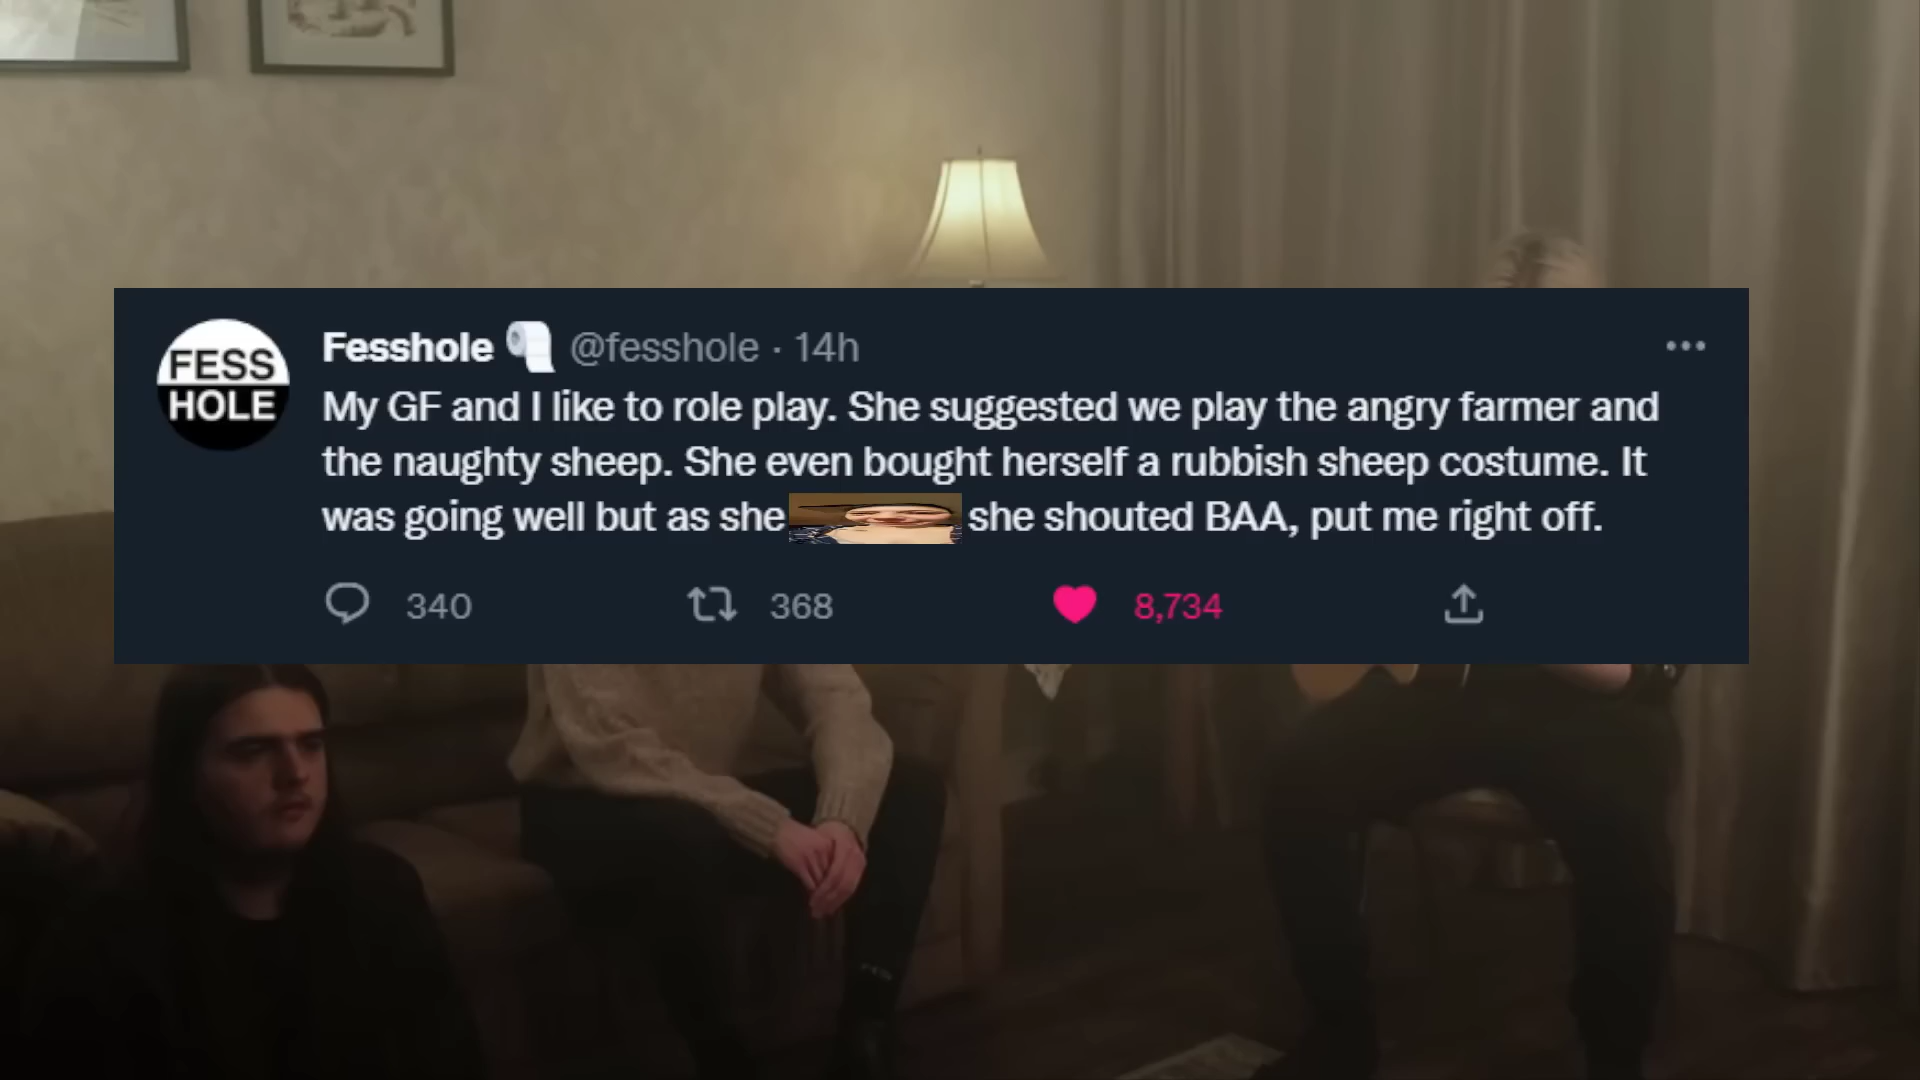 FESS
HOLE
Fesshole @fesshole · 14h
My GF and I like to role play. She suggested we play the angry farmer and
the naughty sheep. She even bought herself a rubbish sheep costume. It
was going well but as she she shouted BAA, put me right off.
340 368 8,734